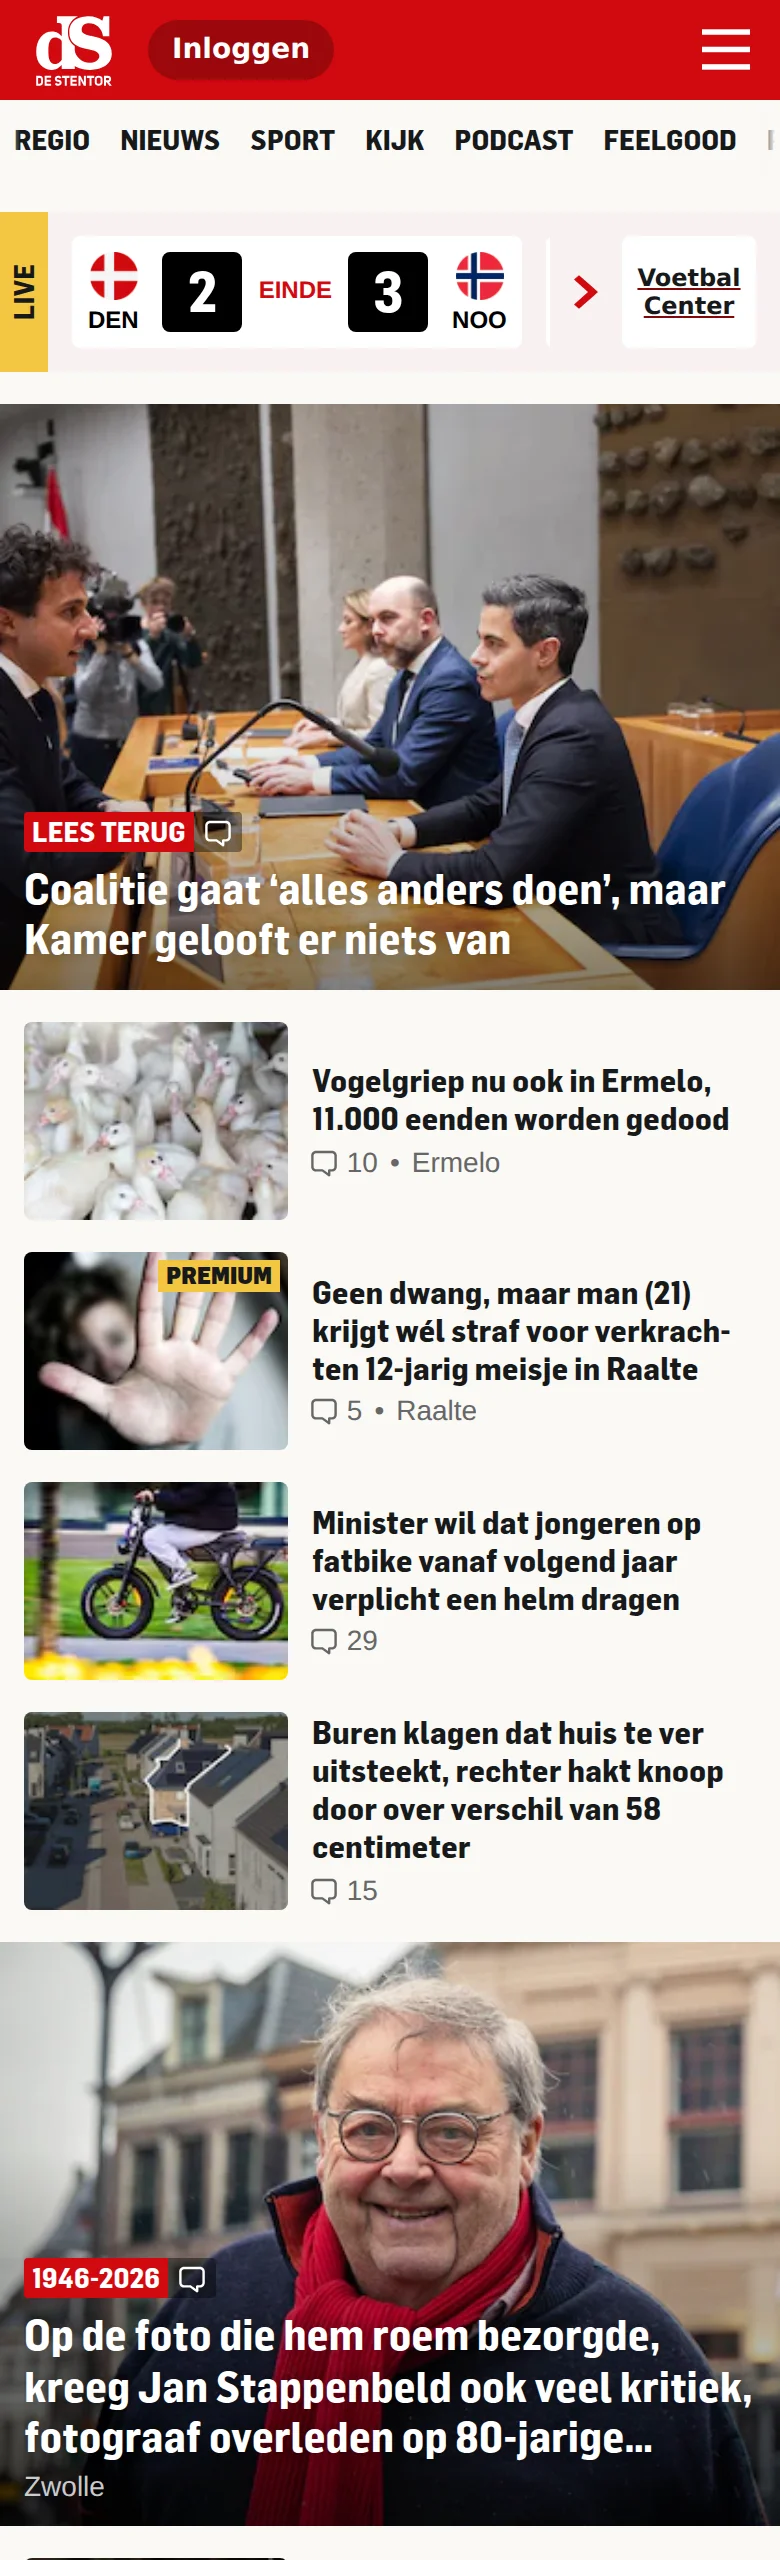 dS
DE STENTOR
Inloggen
REGIO NIEUWS SPORT KIJK PODCAST FEELGOOD
LIVE
DEN 2 EINDE 3 NOO
Voetbal
Center
LEES TERUG
Coalitie gaat ‘alles anders doen’, maar
Kamer gelooft er niets van
Vogelgriep nu ook in Ermelo,
11.000 eenden worden gedood
10 • Ermelo
PREMIUM
Geen dwang, maar man (21)
krijgt wél straf voor verkrach-
ten 12-jarig meisje in Raalte
5 • Raalte
Minister wil dat jongeren op
fatbike vanaf volgend jaar
verplicht een helm dragen
29
Buren klagen dat huis te ver
uitsteekt, rechter hakt knoop
door over verschil van 58
centimeter
15
1946-2026
Op de foto die hem roem bezorgde,
kreeg Jan Stappenbeld ook veel kritiek,
fotograaf overleden op 80-jarige...
Zwolle